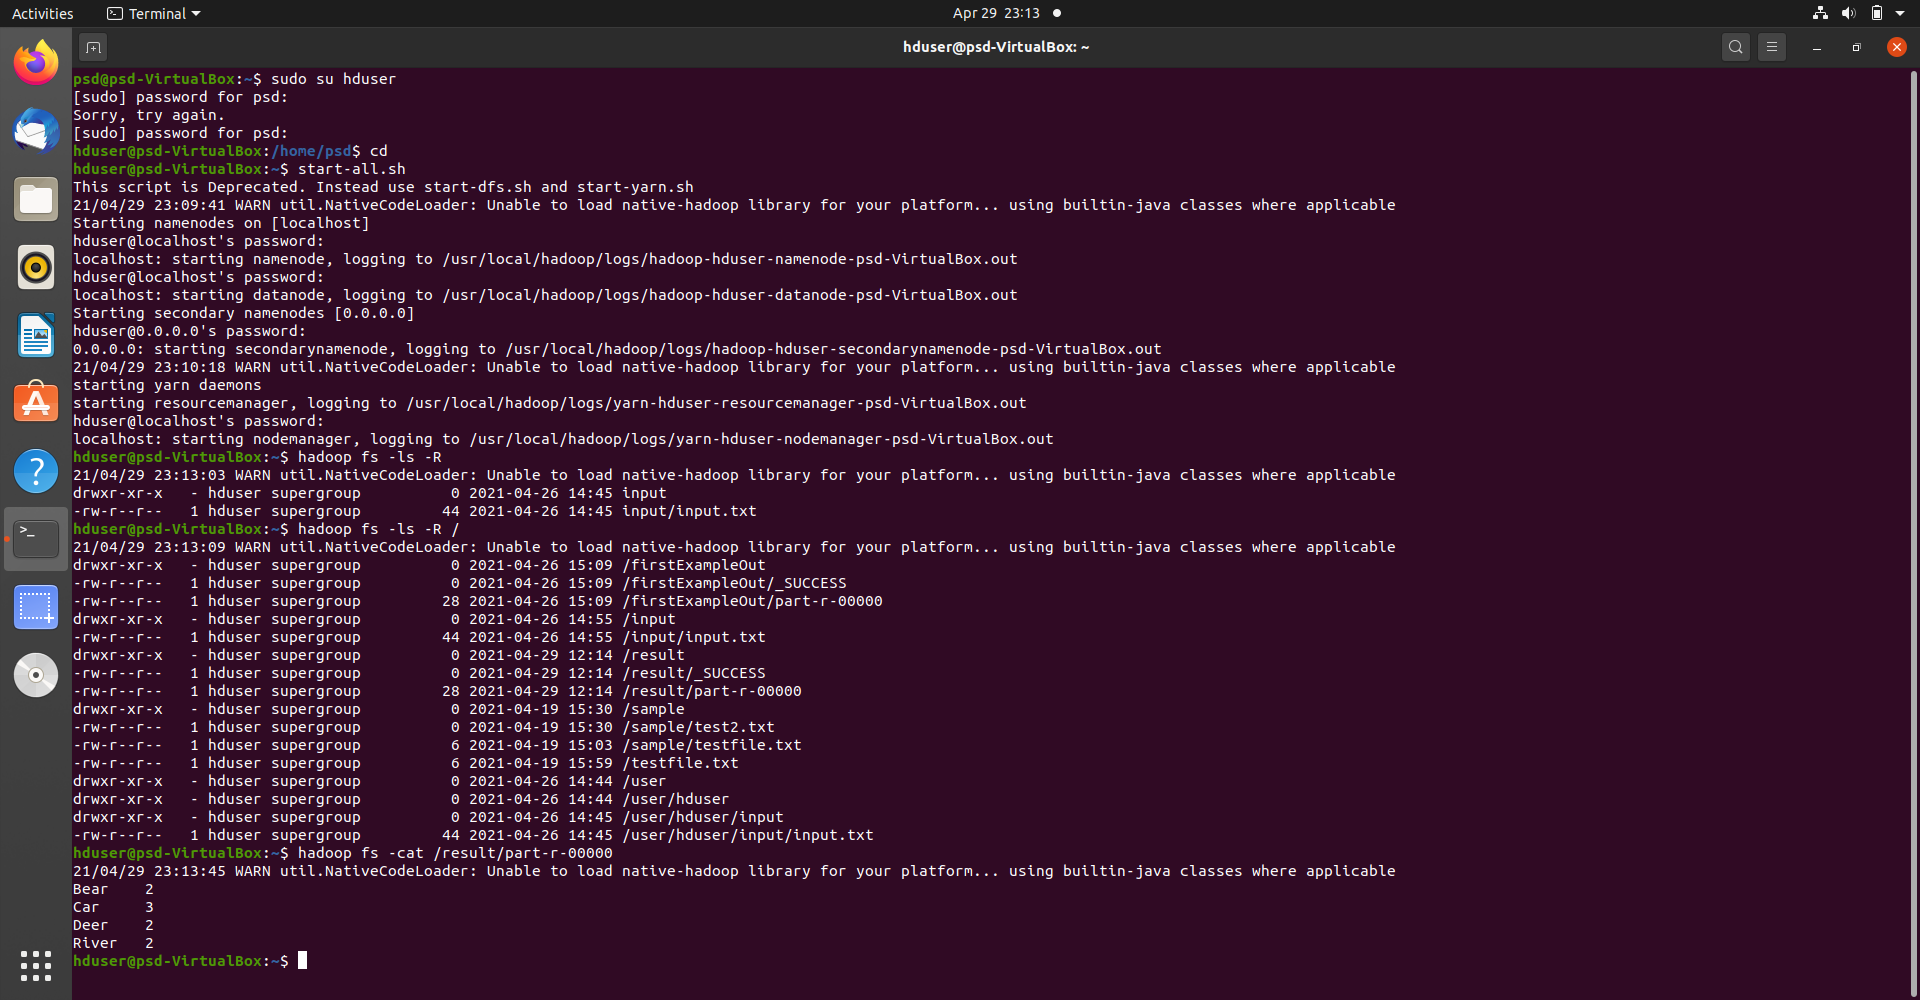 Activities
Terminal
Apr 29 23:13
hduser@psd-VirtualBox: ~
psd@psd-VirtualBox:~$ sudo su hduser
[sudo] password for psd:
Sorry, try again.
[sudo] password for psd:
hduser@psd-VirtualBox:/home/psd$ cd
hduser@psd-VirtualBox:~$ start-all.sh
This script is Deprecated. Instead use start-dfs.sh and start-yarn.sh
21/04/29 23:09:41 WARN util.NativeCodeLoader: Unable to load native-hadoop library for your platform... using builtin-java classes where applicable
Starting namenodes on [localhost]
hduser@localhost's password:
localhost: starting namenode, logging to /usr/local/hadoop/logs/hadoop-hduser-namenode-psd-VirtualBox.out
hduser@localhost's password:
localhost: starting datanode, logging to /usr/local/hadoop/logs/hadoop-hduser-datanode-psd-VirtualBox.out
Starting secondary namenodes [0.0.0.0]
hduser@0.0.0.0's password:
0.0.0.0: starting secondarynamenode, logging to /usr/local/hadoop/logs/hadoop-hduser-secondarynamenode-psd-VirtualBox.out
21/04/29 23:10:18 WARN util.NativeCodeLoader: Unable to load native-hadoop library for your platform... using builtin-java classes where applicable
starting yarn daemons
starting resourcemanager, logging to /usr/local/hadoop/logs/yarn-hduser-resourcemanager-psd-VirtualBox.out
hduser@localhost's password:
localhost: starting nodemanager, logging to /usr/local/hadoop/logs/yarn-hduser-nodemanager-psd-VirtualBox.out
hduser@psd-VirtualBox:~$ hadoop fs -ls -R
21/04/29 23:13:03 WARN util.NativeCodeLoader: Unable to load native-hadoop library for your platform... using builtin-java classes where applicable
drwxr-xr-x   - hduser supergroup          0 2021-04-26 14:45 input
-rw-r--r--   1 hduser supergroup         44 2021-04-26 14:45 input/input.txt
hduser@psd-VirtualBox:~$ hadoop fs -ls -R /
21/04/29 23:13:09 WARN util.NativeCodeLoader: Unable to load native-hadoop library for your platform... using builtin-java classes where applicable
drwxr-xr-x   - hduser supergroup          0 2021-04-26 15:09 /firstExampleOut
-rw-r--r--   1 hduser supergroup          0 2021-04-26 15:09 /firstExampleOut/_SUCCESS
-rw-r--r--   1 hduser supergroup         28 2021-04-26 15:09 /firstExampleOut/part-r-00000
drwxr-xr-x   - hduser supergroup          0 2021-04-26 14:55 /input
-rw-r--r--   1 hduser supergroup         44 2021-04-26 14:55 /input/input.txt
drwxr-xr-x   - hduser supergroup          0 2021-04-29 12:14 /result
-rw-r--r--   1 hduser supergroup          0 2021-04-29 12:14 /result/_SUCCESS
-rw-r--r--   1 hduser supergroup         28 2021-04-29 12:14 /result/part-r-00000
drwxr-xr-x   - hduser supergroup          0 2021-04-19 15:30 /sample
-rw-r--r--   1 hduser supergroup          0 2021-04-19 15:30 /sample/test2.txt
-rw-r--r--   1 hduser supergroup          6 2021-04-19 15:03 /sample/testfile.txt
-rw-r--r--   1 hduser supergroup          6 2021-04-19 15:59 /testfile.txt
drwxr-xr-x   - hduser supergroup          0 2021-04-26 14:44 /user
drwxr-xr-x   - hduser supergroup          0 2021-04-26 14:44 /user/hduser
drwxr-xr-x   - hduser supergroup          0 2021-04-26 14:45 /user/hduser/input
-rw-r--r--   1 hduser supergroup         44 2021-04-26 14:45 /user/hduser/input/input.txt
hduser@psd-VirtualBox:~$ hadoop fs -cat /result/part-r-00000
21/04/29 23:13:45 WARN util.NativeCodeLoader: Unable to load native-hadoop library for your platform... using builtin-java classes where applicable
Bear	2
Car	3
Deer	2
River	2
hduser@psd-VirtualBox:~$